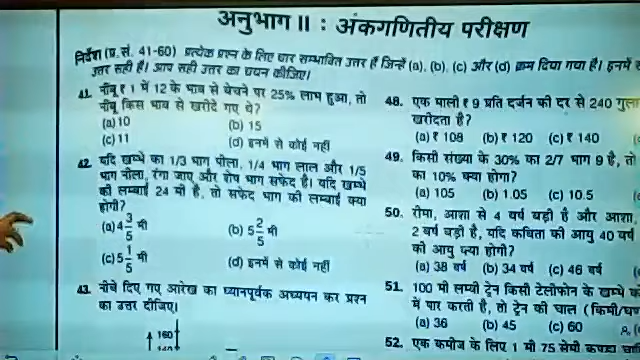 अनुभाग II : अंकगणितीय परीक्षण
निर्देश (प्र.सं. 41-60) प्रत्येक प्रश्न के लिए चार सम्भावित उत्तर हैं जिन्हें (a), (b), (c) और (d) क्रम दिया गया है। इनमें से
उत्तर सही है। आप सही उत्तर का चयन कीजिए।
41. नींबू ₹ 1 में 12 के भाव से बेचने पर 25% लाभ हुआ, तो
नींबू किस भाव से खरीदे गए थे?
(a) 10 (b) 15
(c) 11 (d) इनमें से कोई नहीं
42. यदि खम्भे का 1/3 भाग पीला, 1/4 भाग लाल और 1/5
भाग नीला, रंगा जाए और शेष भाग सफेद है। यदि खम्भे
की लम्बाई 24 मी है, तो सफेद भाग की लम्बाई क्या
होगी?
(a) 4 3/5 मी (b) 5 2/5 मी
(c) 5 1/5 मी (d) इनमें से कोई नहीं
43. नीचे दिए गए आरेख का ध्यानपूर्वक अध्ययन कर प्रश्न
का उत्तर दीजिए।
160
140
48. एक माली ₹ 9 प्रति दर्जन की दर से 240
खरीदता है?
(a) ₹ 108 (b) ₹ 120 (c) ₹ 140
49. किसी संख्या के 30% का 2/7 भाग 9 है, तो
का 10% क्या होगा?
(a) 105 (b) 1.05 (c) 10.5
50. रीमा, आशा से 4 वर्ष बड़ी है और आशा,
2 वर्ष बड़ी है, यदि कविता की आयु 40 वर्ष
की आयु क्या होगी?
(a) 38 वर्ष (b) 34 वर्ष (c) 46 वर्ष
51. 100 मी लम्बी ट्रेन किसी टेलीफोन के खम्भे को
में पार करती है, तो ट्रेन की चाल (किमी/घण
(a) 36 (b) 45 (c) 60
52. एक कमीज के लिए 1 मी 75 सेमी कपड़ा